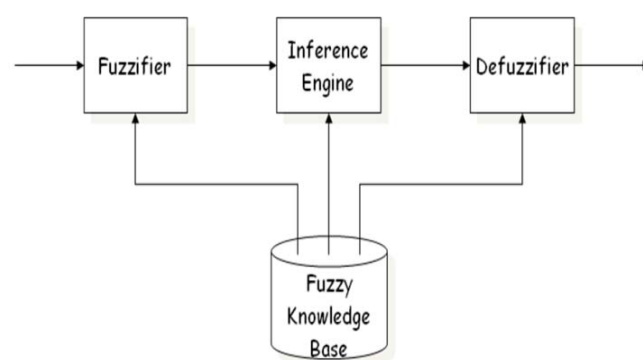 Fuzzifier
Inference
Engine
Defuzzifier
Fuzzy
Knowledge
Base